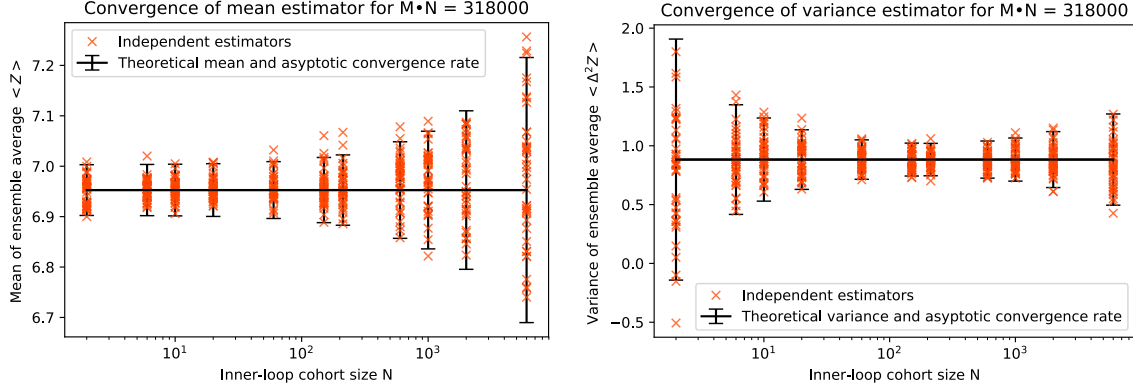 Convergence of mean estimator for M•N = 318000
Independent estimators
Theoretical mean and asyptotic convergence rate
Mean of ensemble average <Z>
7.2
7.1
7.0
6.9
6.8
6.7
10¹
10²
10³
Inner-loop cohort size N
Convergence of variance estimator for M•N = 318000
Variance of ensemble average <Δ²Z>
2.0
1.5
1.0
0.5
0.0
−0.5
Independent estimators
Theoretical variance and asyptotic convergence rate
10¹
10²
10³
Inner-loop cohort size N